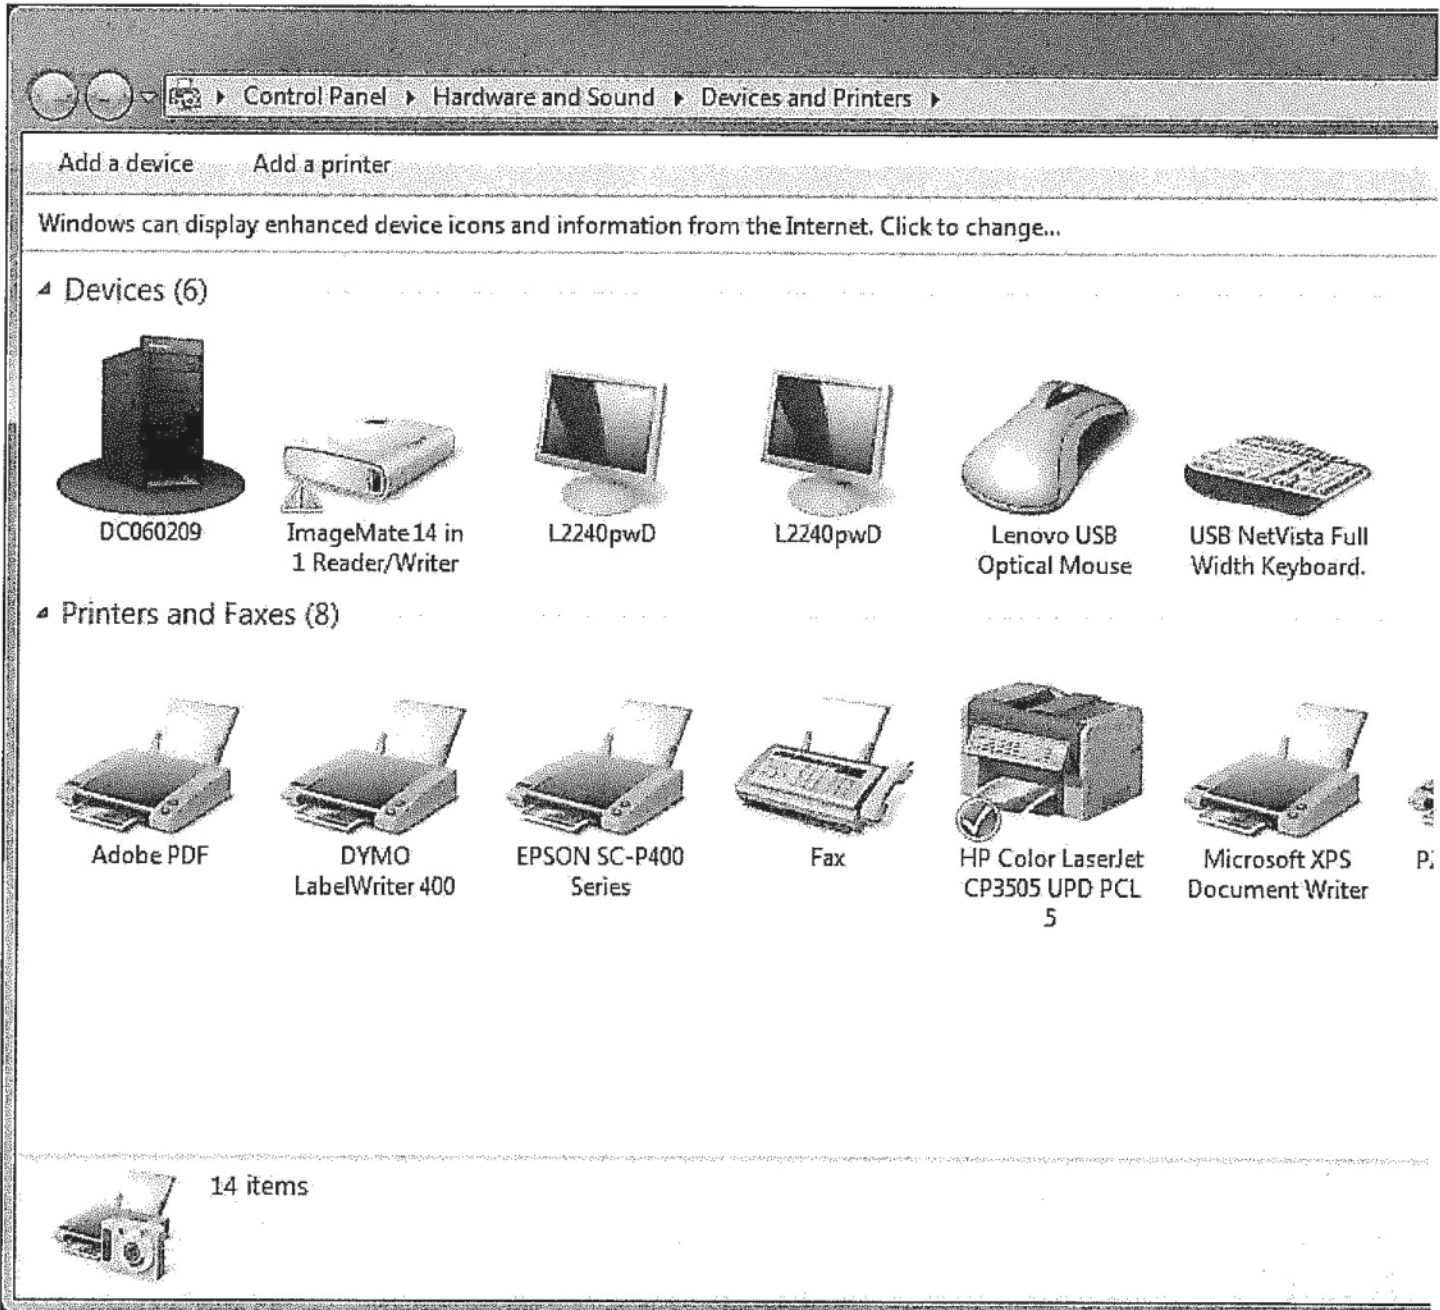 Control Panel Hardware and Sound Devices and Printers
Add a device Add a printer
Windows can display enhanced device icons and information from the Internet. Click to change...
Devices (6)
DC060209
ImageMate 14 in
1 Reader/Writer
L2240pwD
L2240pwD
Lenovo USB
Optical Mouse
USB NetVista Full
Width Keyboard.
Printers and Faxes (8)
Adobe PDF
DYMO
LabelWriter 400
EPSON SC-P400
Series
Fax
HP Color LaserJet
CP3505 UPD PCL
5
Microsoft XPS
Document Writer
14 items